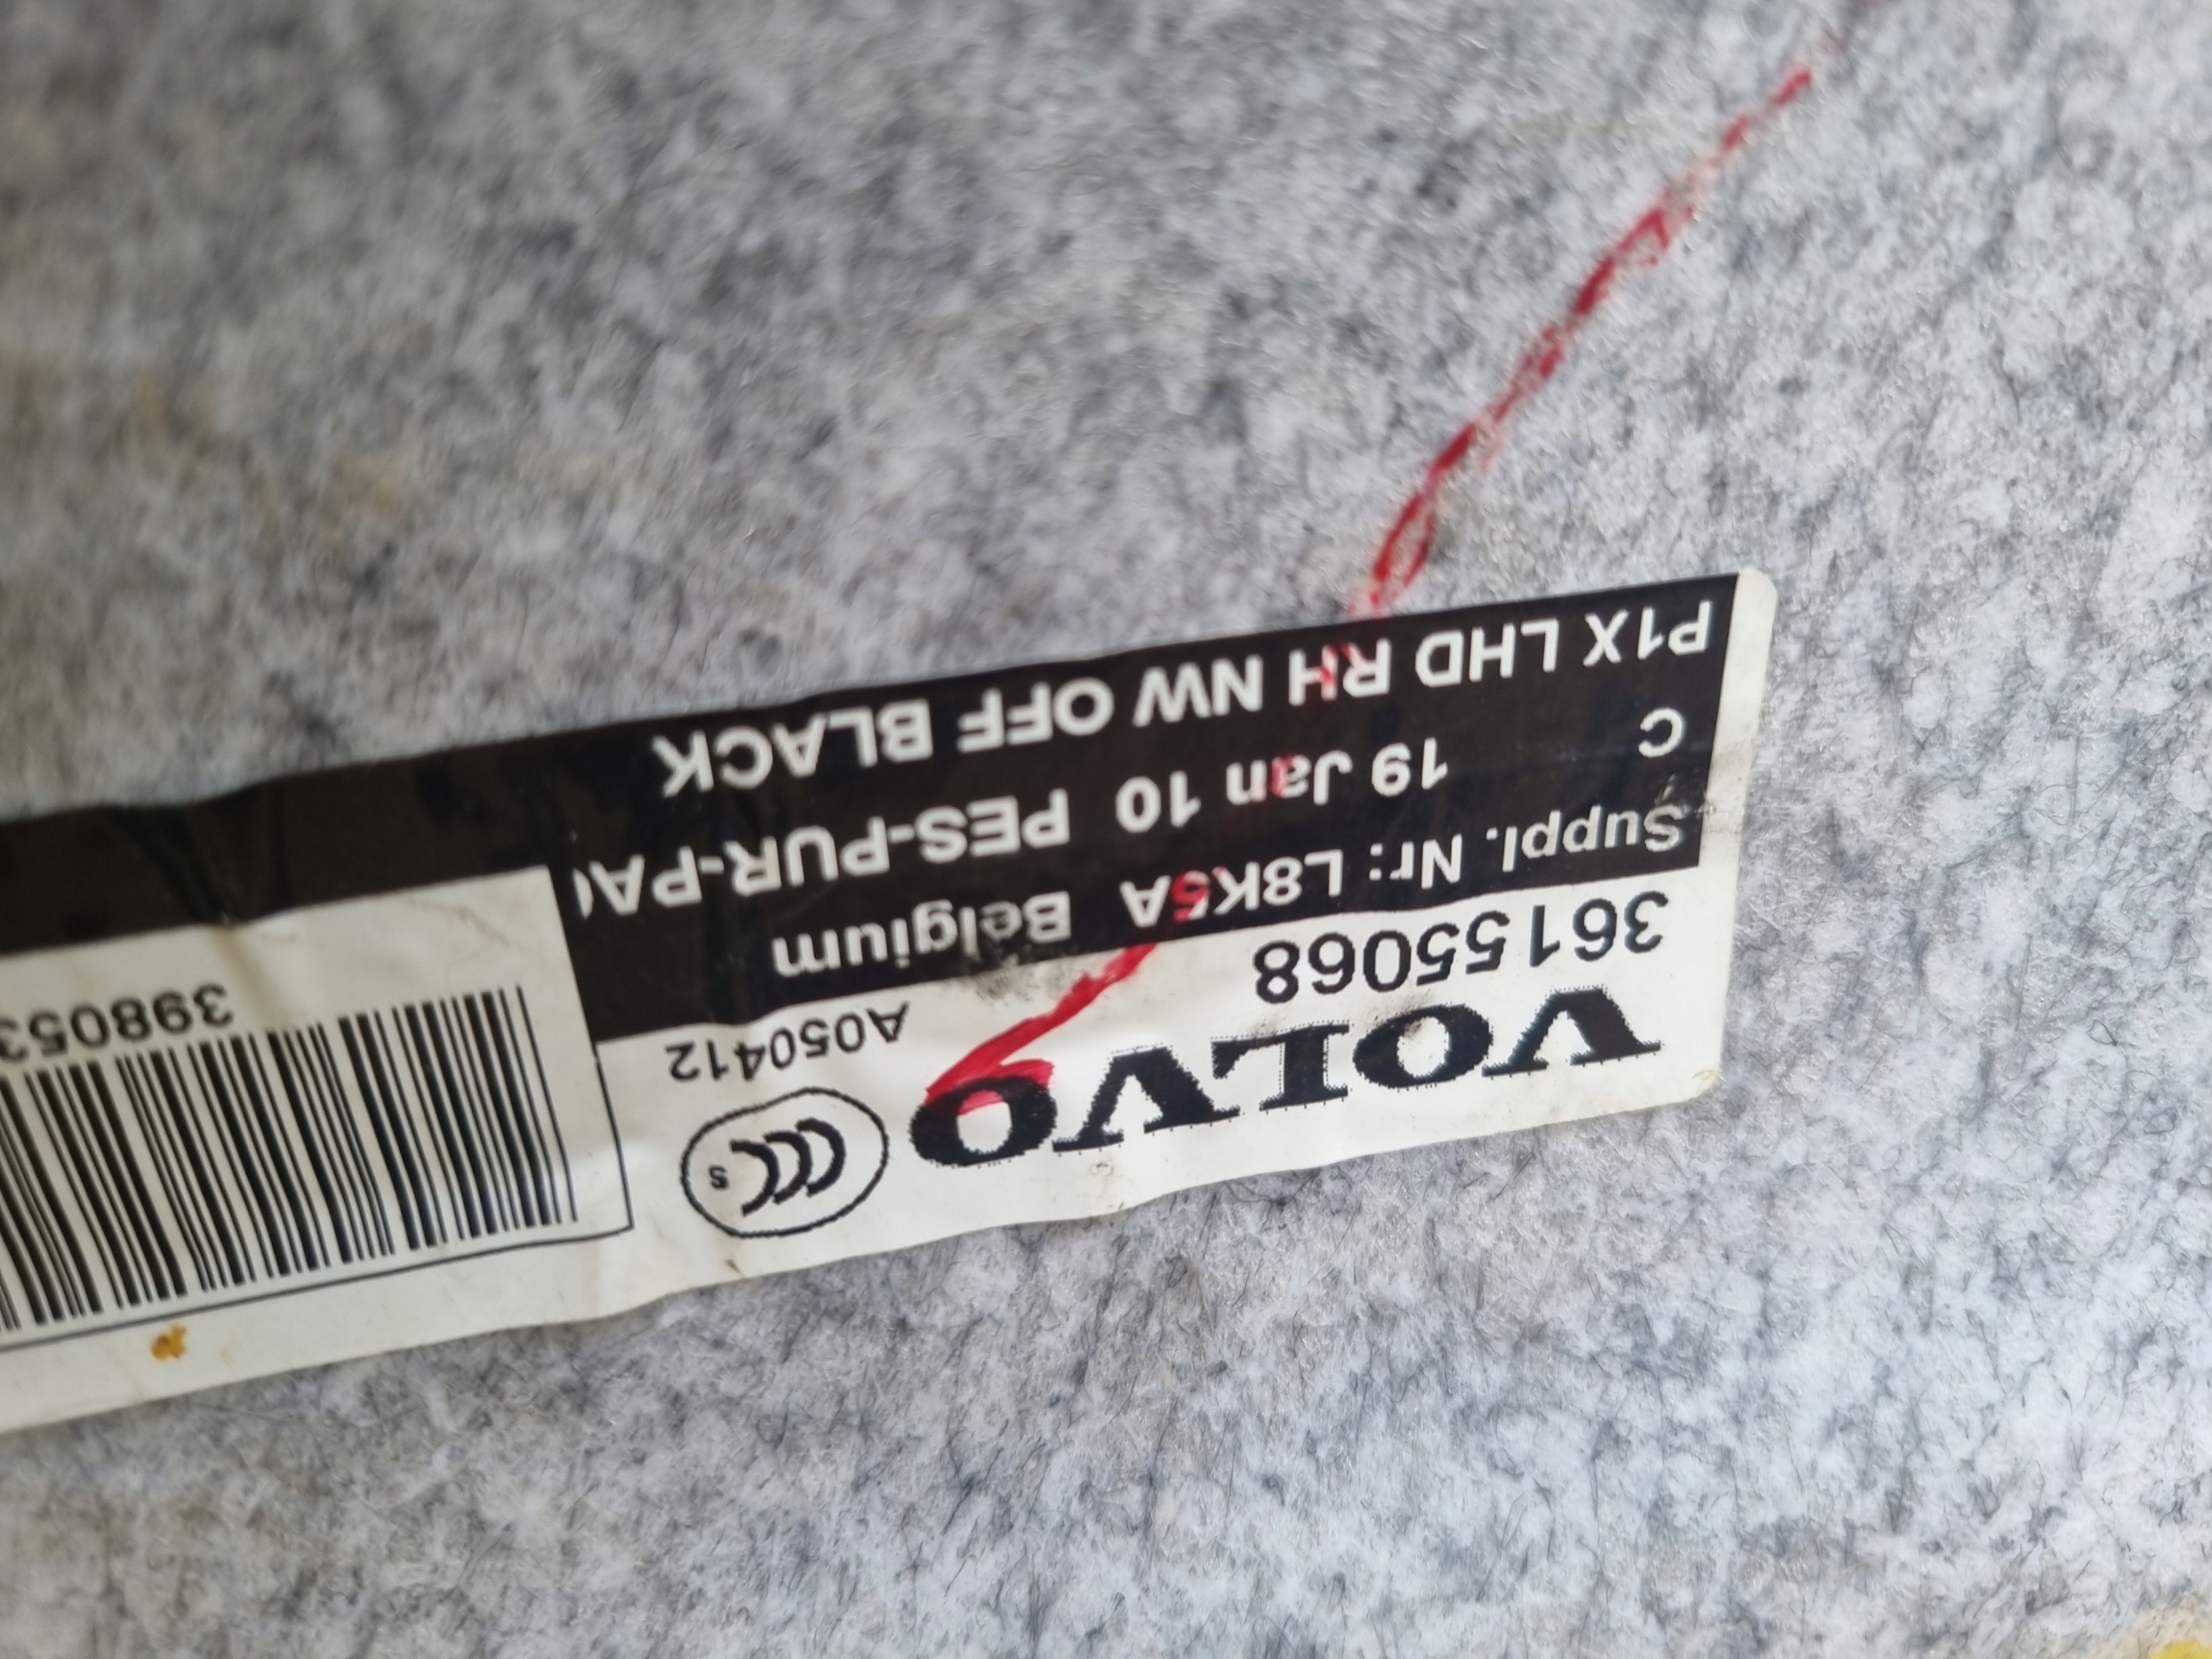 VOLVO
36155068
A050412
S
Suppl. Nr: L8K5A Belgium
C 19 Jan 10 PES-PUR-PA
P1X LHD RH NW OFF BLACK
398053